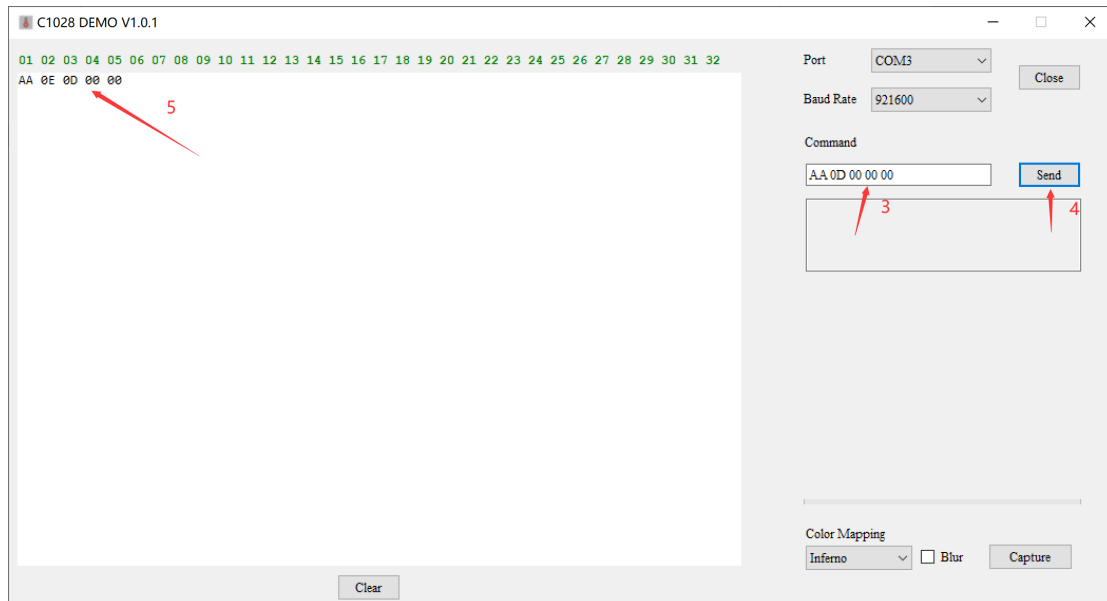 C1028 DEMO V1.0.1
01 02 03 04 05 06 07 08 09 10 11 12 13 14 15 16 17 18 19 20 21 22 23 24 25 26 27 28 29 30 31 32
AA 0E 0D 00 00
5
Port
COM3
Close
Baud Rate
921600
Command
AA 0D 00 00 00
Send
3
4
Color Mapping
Inferno
Blur
Capture
Clear